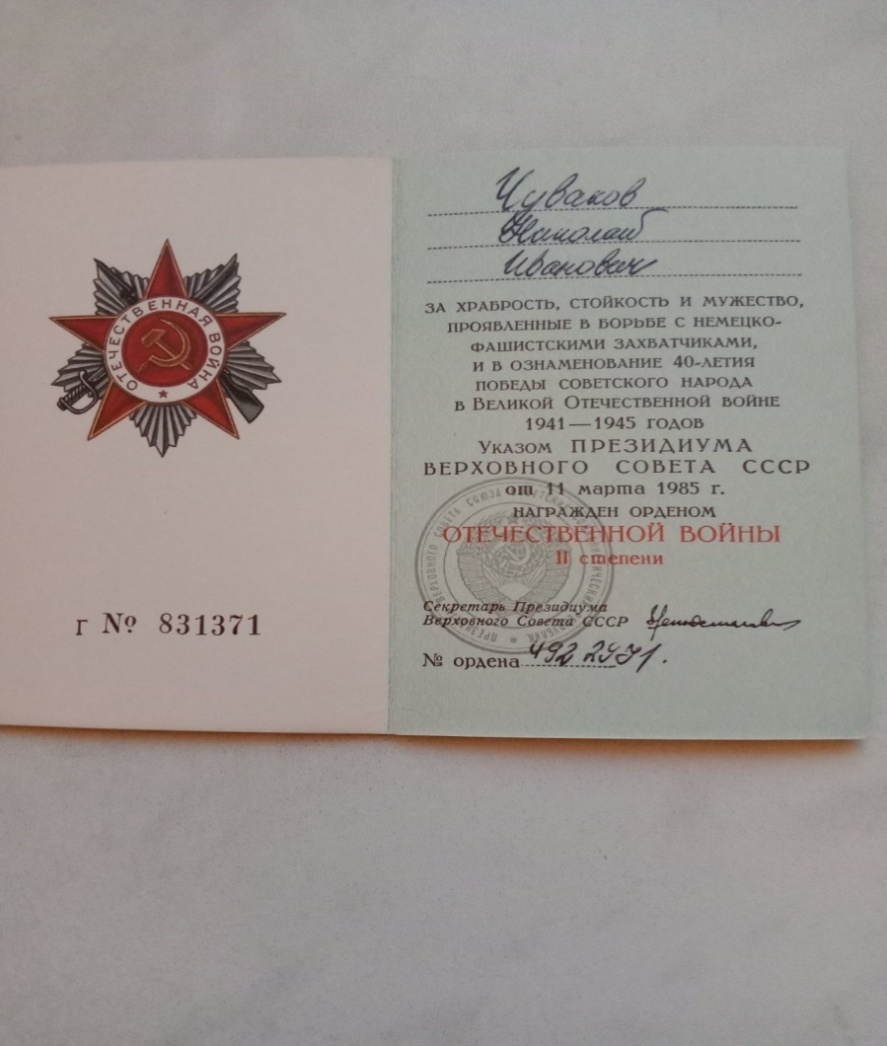 ОТЕЧЕСТВЕННАЯ ВОЙНА
г № 831371
Чуваков
Николай
Иванович
ЗА ХРАБРОСТЬ, СТОЙКОСТЬ И МУЖЕСТВО,
ПРОЯВЛЕННЫЕ В БОРЬБЕ С НЕМЕЦКО-
ФАШИСТСКИМИ ЗАХВАТЧИКАМИ,
И В ОЗНАМЕНОВАНИЕ 40-ЛЕТИЯ
ПОБЕДЫ СОВЕТСКОГО НАРОДА
В ВЕЛИКОЙ ОТЕЧЕСТВЕННОЙ ВОЙНЕ
1941—1945 ГОДОВ
УКАЗОМ ПРЕЗИДИУМА
ВЕРХОВНОГО СОВЕТА СССР
от 11 марта 1985 г.
НАГРАЖДЕН ОРДЕНОМ
ОТЕЧЕСТВЕННОЙ ВОЙНЫ
II степени
Секретарь Президиума
Верховного Совета СССР
№ ордена 492 2971.